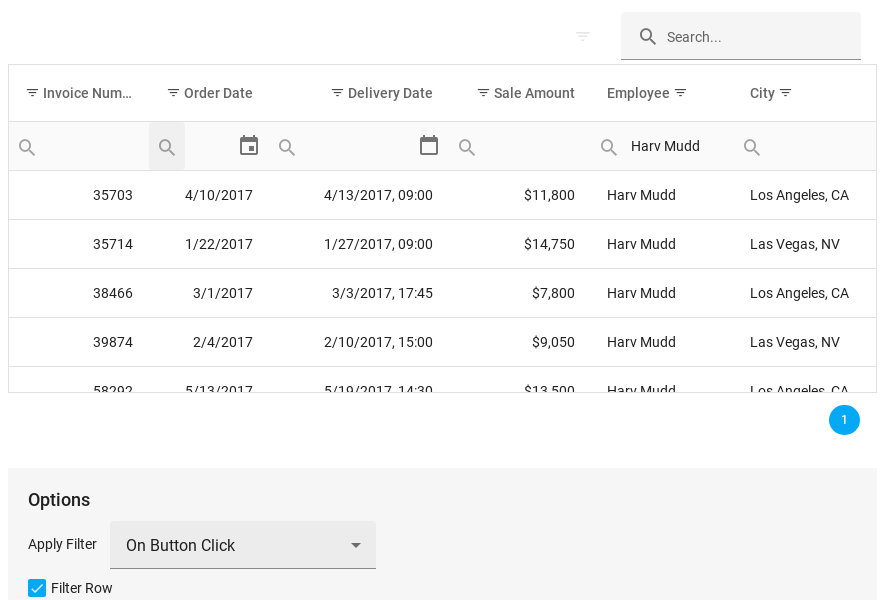 Search...
Invoice Num... Order Date Delivery Date Sale Amount Employee City
Harv Mudd
35703 4/10/2017 4/13/2017, 09:00 $11,800 Harv Mudd Los Angeles, CA
35714 1/22/2017 1/27/2017, 09:00 $14,750 Harv Mudd Las Vegas, NV
38466 3/1/2017 3/3/2017, 17:45 $7,800 Harv Mudd Los Angeles, CA
39874 2/4/2017 2/10/2017, 15:00 $9,050 Harv Mudd Las Vegas, NV
58292 5/13/2017 5/19/2017, 14:30 $13,500 Harv Mudd Los Angeles, CA
1
Options
Apply Filter On Button Click
Filter Row